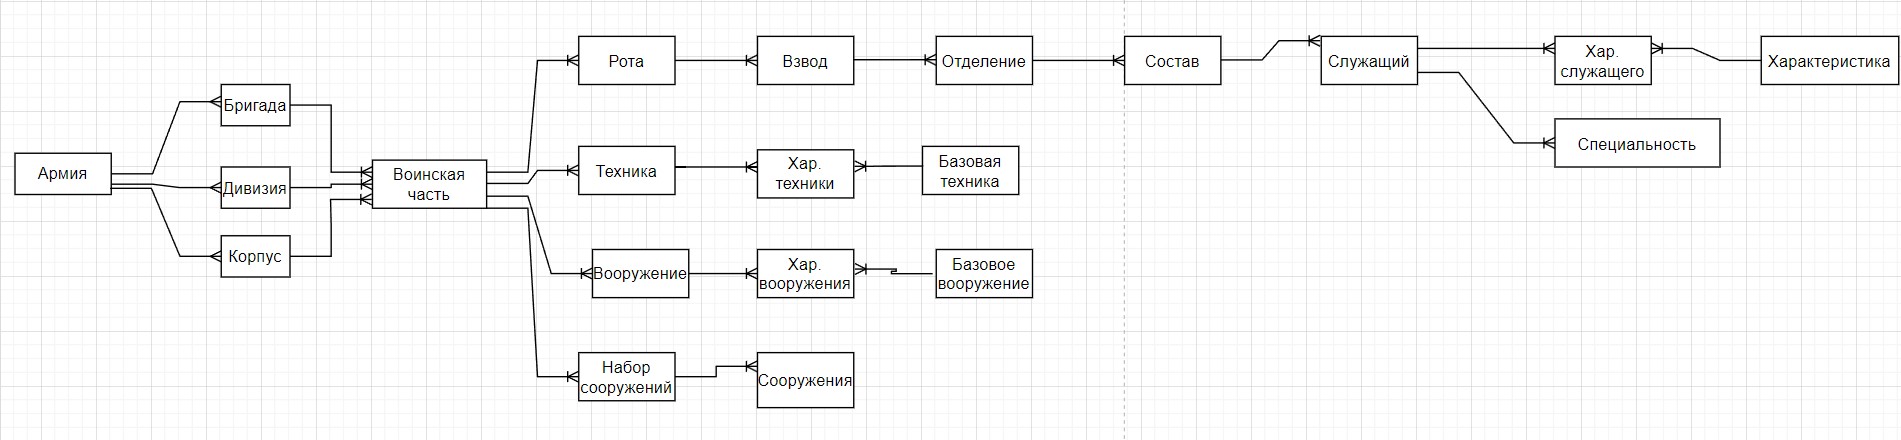 Армия
Бригада
Дивизия
Корпус
Воинская
часть
Рота
Взвод
Отделение
Состав
Служащий
Хар.
служащего
Характеристика
Специальность
Техника
Хар.
техники
Базовая
техника
Вооружение
Хар.
вооружения
Базовое
вооружение
Набор
сооружений
Сооружения